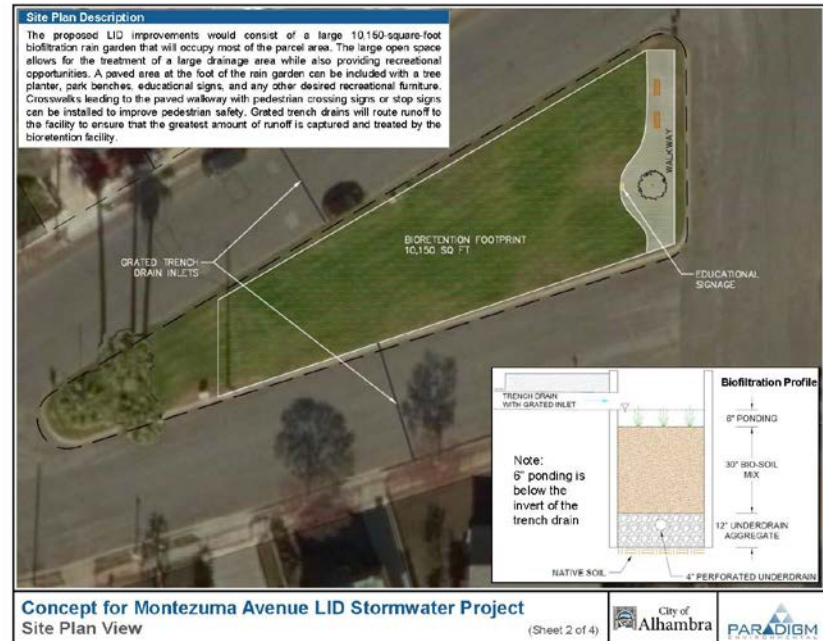 Site Plan Description
The proposed LID improvements would consist of a large 10,150-square-foot
biofiltration rain garden that will occupy most of the parcel area. The large open space
allows for the treatment of a large drainage area while also providing recreational
opportunities. A paved area at the foot of the rain garden can be included with a tree
planter, park benches, educational signs, and any other desired recreational furniture.
Crosswalks leading to the paved walkway with pedestrian crossing signs or stop signs
can be installed to improve pedestrian safety. Grated trench drains will route runoff to
the facility to ensure that the greatest amount of runoff is captured and treated by the
bioretention facility.
WALKWAY
BIORETENTION FOOTPRINT
10,150 SQ FT
GRATED TRENCH
DRAIN INLETS
EDUCATIONAL
SIGNAGE
Biofiltration Profile
TRENCH DRAIN
WITH GRATED INLET
6" PONDING
Note:
6" ponding is
below the
invert of the
trench drain
30" BIO-SOIL
MIX
12" UNDERDRAIN
AGGREGATE
NATIVE SOIL
4" PERFORATED UNDERDRAIN
Concept for Montezuma Avenue LID Stormwater Project
Site Plan View
(Sheet 2 of 4)
City of
Alhambra
PARADIGM
ENVIRONMENTAL